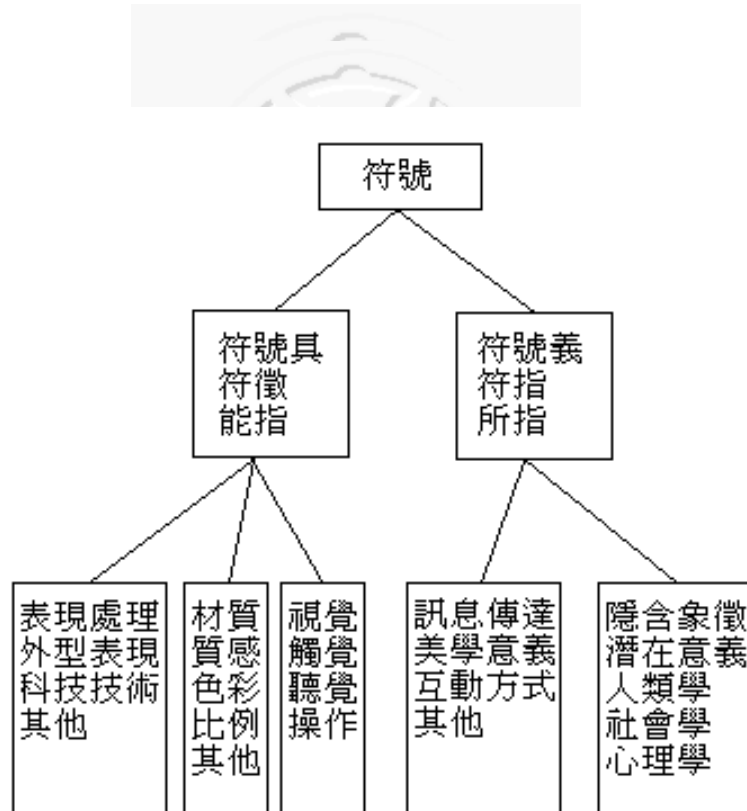 符號
符號具
符徵
能指
符號義
符指
所指
表現處理
外型表現
科技技術
其他
材質
質感
色彩
比例
其他
視覺
觸覺
聽覺
操作
訊息傳達
美學意義
互動方式
其他
隱含象徵
潛在意義
人類學
社會學
心理學